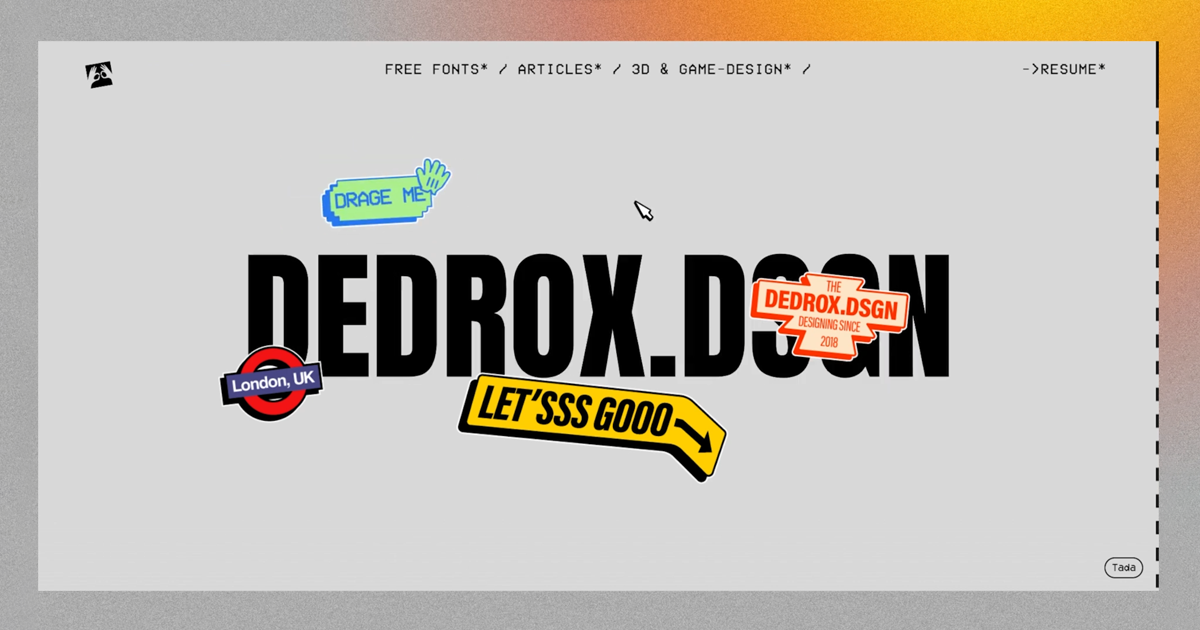 FREE FONTS* / ARTICLES* / 3D & GAME-DESIGN* /
->RESUME*
DRAGE ME
DEDROX.DSGN
THE
DEDROX.DSGN
DESIGNING SINCE
2018
London, UK
LET'SSS GOOO
Tada